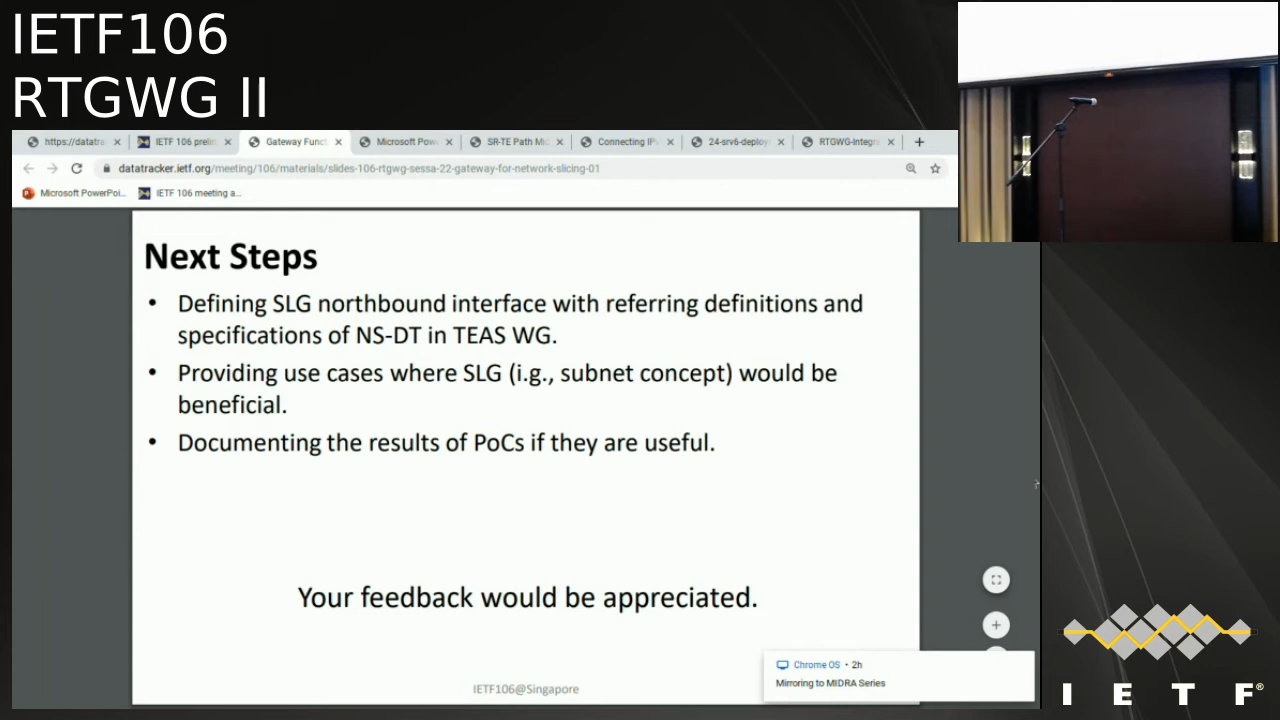 IETF106
RTGWG II
https://datatra
IETF 106 prelin
Gateway Funct
Microsoft Pow
SR-TE Path Mi
Connecting IPv
24-srv6-deploy
RTGWG-Integra
datatracker.ietf.org/meeting/106/materials/slides-106-rtgwg-sessa-22-gateway-for-network-slicing-01
Microsoft PowerPoi...
IETF 106 meeting a...
Next Steps
• Defining SLG northbound interface with referring definitions and
specifications of NS-DT in TEAS WG.
• Providing use cases where SLG (i.g., subnet concept) would be
beneficial.
• Documenting the results of PoCs if they are useful.
Your feedback would be appreciated.
IETF106@Singapore
Chrome OS • 2h
Mirroring to MIDRA Series
I E T F®